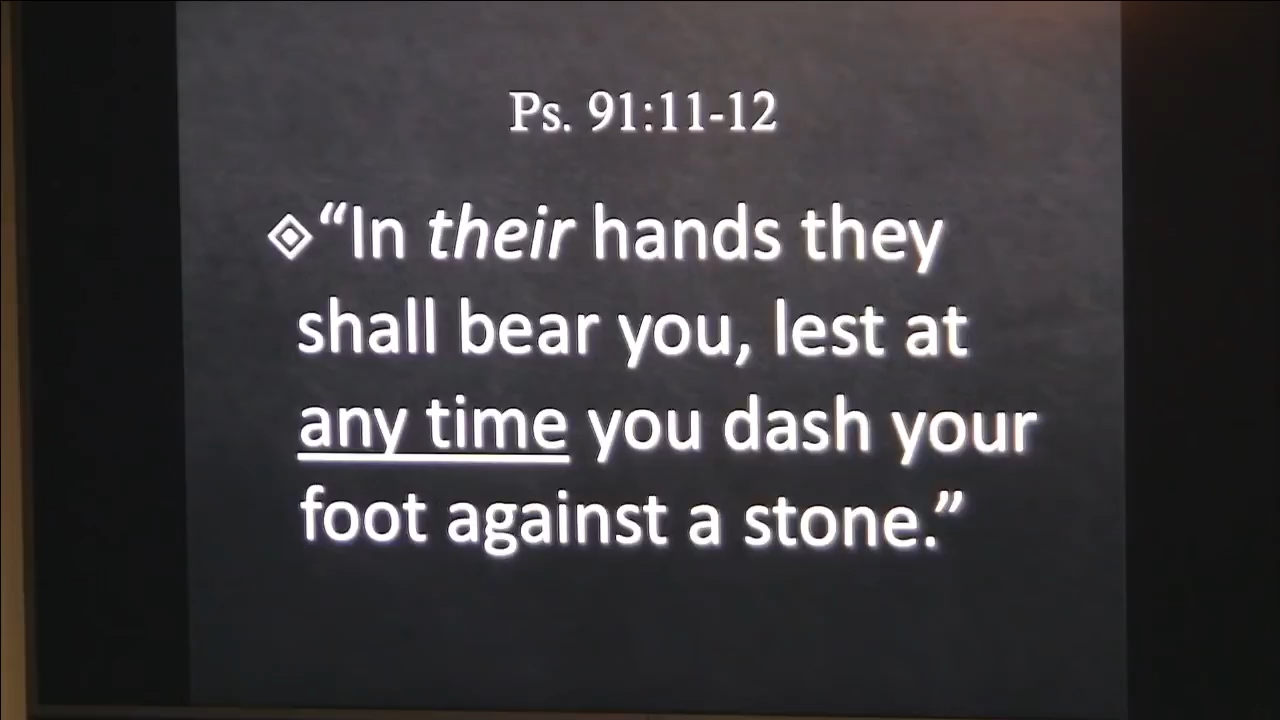 Ps. 91:11-12
“In their hands they
shall bear you, lest at
any time you dash your
foot against a stone.”